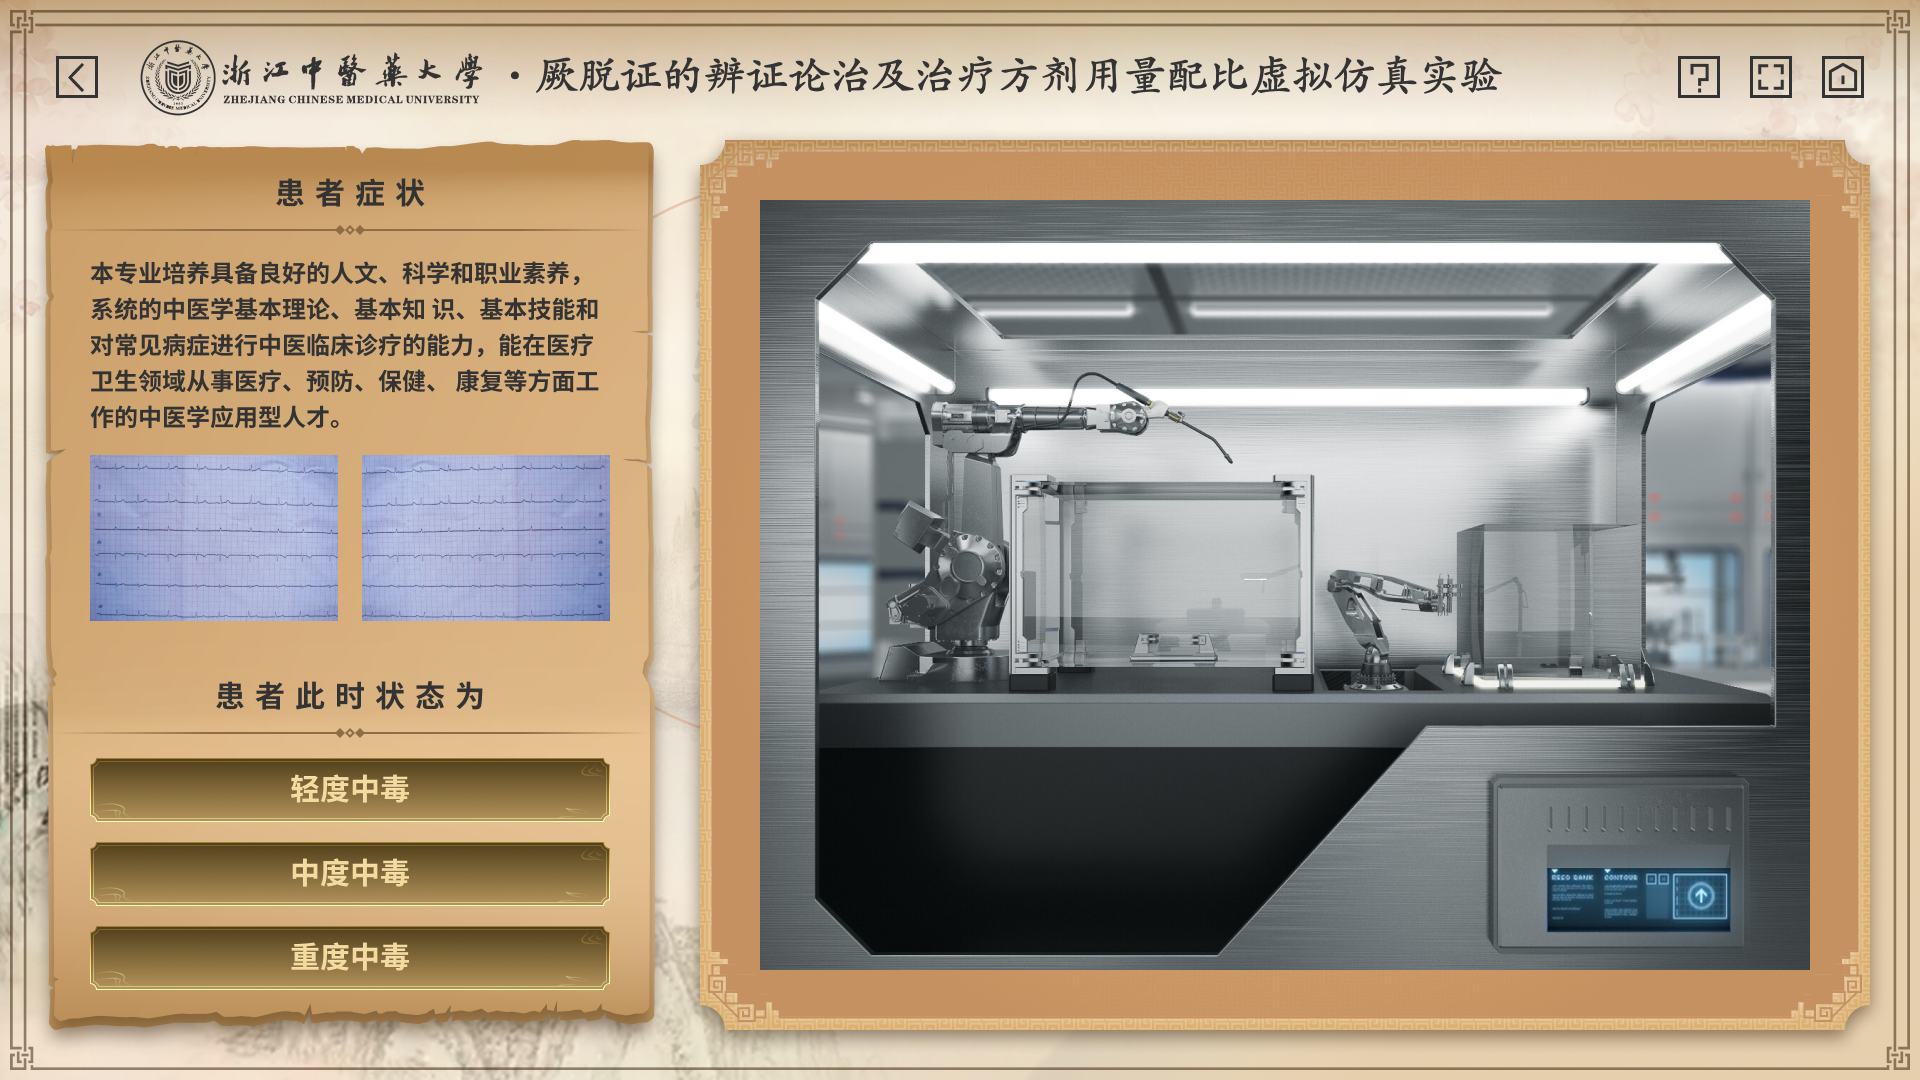 浙江中醫藥大學
ZHEJIANG CHINESE MEDICAL UNIVERSITY
·厥脱证的辨证论治及治疗方剂用量配比虚拟仿真实验
患者症状
本专业培养具备良好的人文、科学和职业素养，
系统的中医学基本理论、基本知 识、基本技能和
对常见病症进行中医临床诊疗的能力，能在医疗
卫生领域从事医疗、预防、保健、 康复等方面工
作的中医学应用型人才。
患者此时状态为
轻度中毒
中度中毒
重度中毒
REEG BANK
CONTOUR